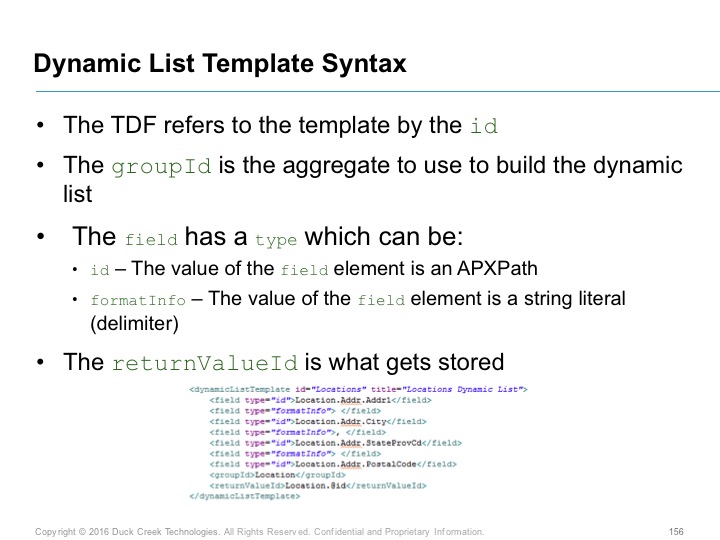 Dynamic List Template Syntax
• The TDF refers to the template by the id
• The groupId is the aggregate to use to build the dynamic
list
• The field has a type which can be:
• id – The value of the field element is an APXPath
• formatInfo – The value of the field element is a string literal
(delimiter)
• The returnValueId is what gets stored
<dynamicListTemplate id="Locations" title="Locations Dynamic List">
<field type="id">Location.Addr.Addr1</field>
<field type="formatInfo"> </field>
<field type="id">Location.Addr.City</field>
<field type="formatInfo">, </field>
<field type="id">Location.Addr.StateProvCd</field>
<field type="formatInfo"> </field>
<field type="id">Location.Addr.PostalCode</field>
<groupId>Location</groupId>
<returnValueId>Location.@id</returnValueId>
</dynamicListTemplate>
Copyright © 2016 Duck Creek Technologies. All Rights Reserved. Confidential and Proprietary Information. 156